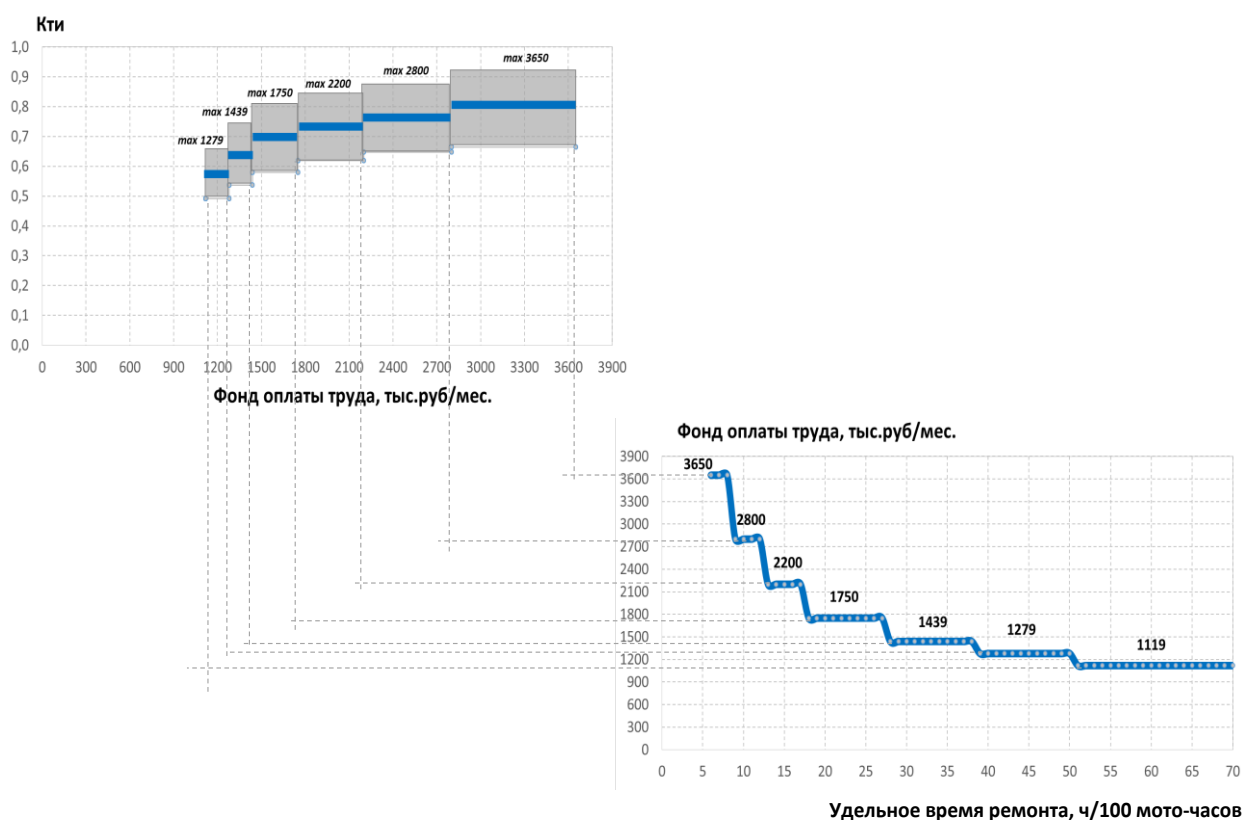 Кти
1,0
0,9
0,8
0,7
0,6
0,5
0,4
0,3
0,2
0,1
0,0
max 1279
max 1439
max 1750
max 2200
max 2800
max 3650
0 300 600 900 1200 1500 1800 2100 2400 2700 3000 3300 3600 3900
Фонд оплаты труда, тыс.руб/мес.
Фонд оплаты труда, тыс.руб/мес.
3900
3600
3300
3000
2700
2400
2100
1800
1500
1200
900
600
300
0
3650
2800
2200
1750
1439
1279
1119
0 5 10 15 20 25 30 35 40 45 50 55 60 65 70
Удельное время ремонта, ч/100 мото-часов